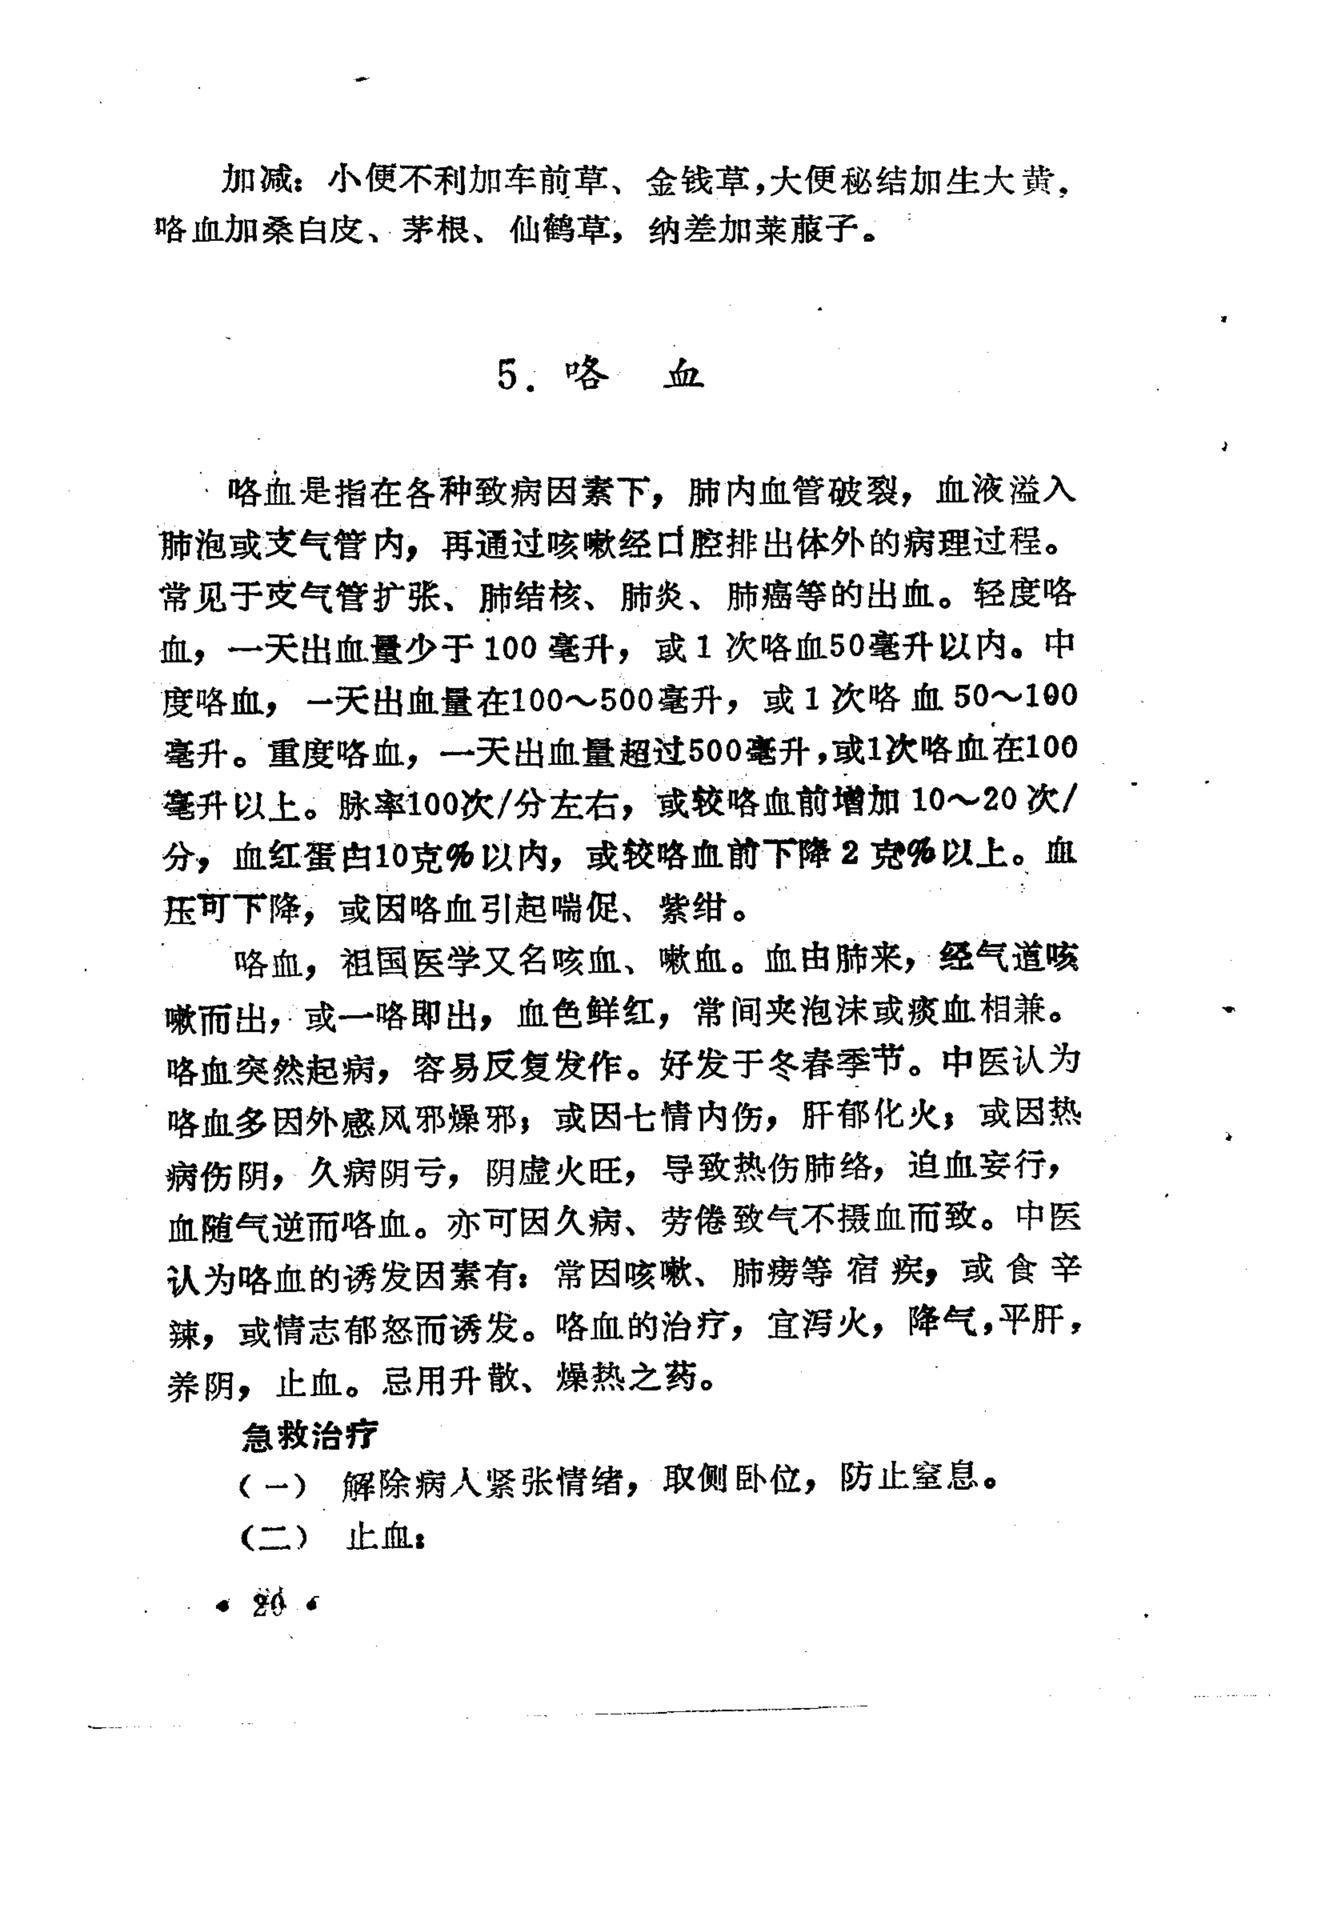 加减：小便不利加车前草、金钱草，大便秘结加生大黄，
咯血加桑白皮、茅根、仙鹤草，纳差加莱菔子。
5．咯 血
咯血是指在各种致病因素下，肺内血管破裂，血液溢入
肺泡或支气管内，再通过咳嗽经口腔排出体外的病理过程。
常见于支气管扩张、肺结核、肺炎、肺癌等的出血。轻度咯
血，一天出血量少于100毫升，或1次咯血50毫升以内。中
度咯血，一天出血量在100～500毫升，或1次咯血50～100
毫升。重度咯血，一天出血量超过500毫升，或1次咯血在100
毫升以上。脉率100次/分左右，或较咯血前增加10～20次/
分，血红蛋白10克％以内，或较咯血前下降2克％以上。血
压可下降，或因咯血引起喘促、紫绀。
咯血，祖国医学又名咳血、嗽血。血由肺来，经气道咳
嗽而出，或一咯即出，血色鲜红，常间夹泡沫或痰血相兼。
咯血突然起病，容易反复发作。好发于冬春季节。中医认为
咯血多因外感风邪燥邪；或因七情内伤，肝郁化火；或因热
病伤阴，久病阴亏，阴虚火旺，导致热伤肺络，迫血妄行，
血随气逆而咯血。亦可因久病、劳倦致气不摄血而致。中医
认为咯血的诱发因素有：常因咳嗽、肺痨等宿疾，或食辛
辣，或情志郁怒而诱发。咯血的治疗，宜泻火，降气，平肝，
养阴，止血。忌用升散、燥热之药。
急救治疗
（一） 解除病人紧张情绪，取侧卧位，防止窒息。
（二） 止血：
• 20 •